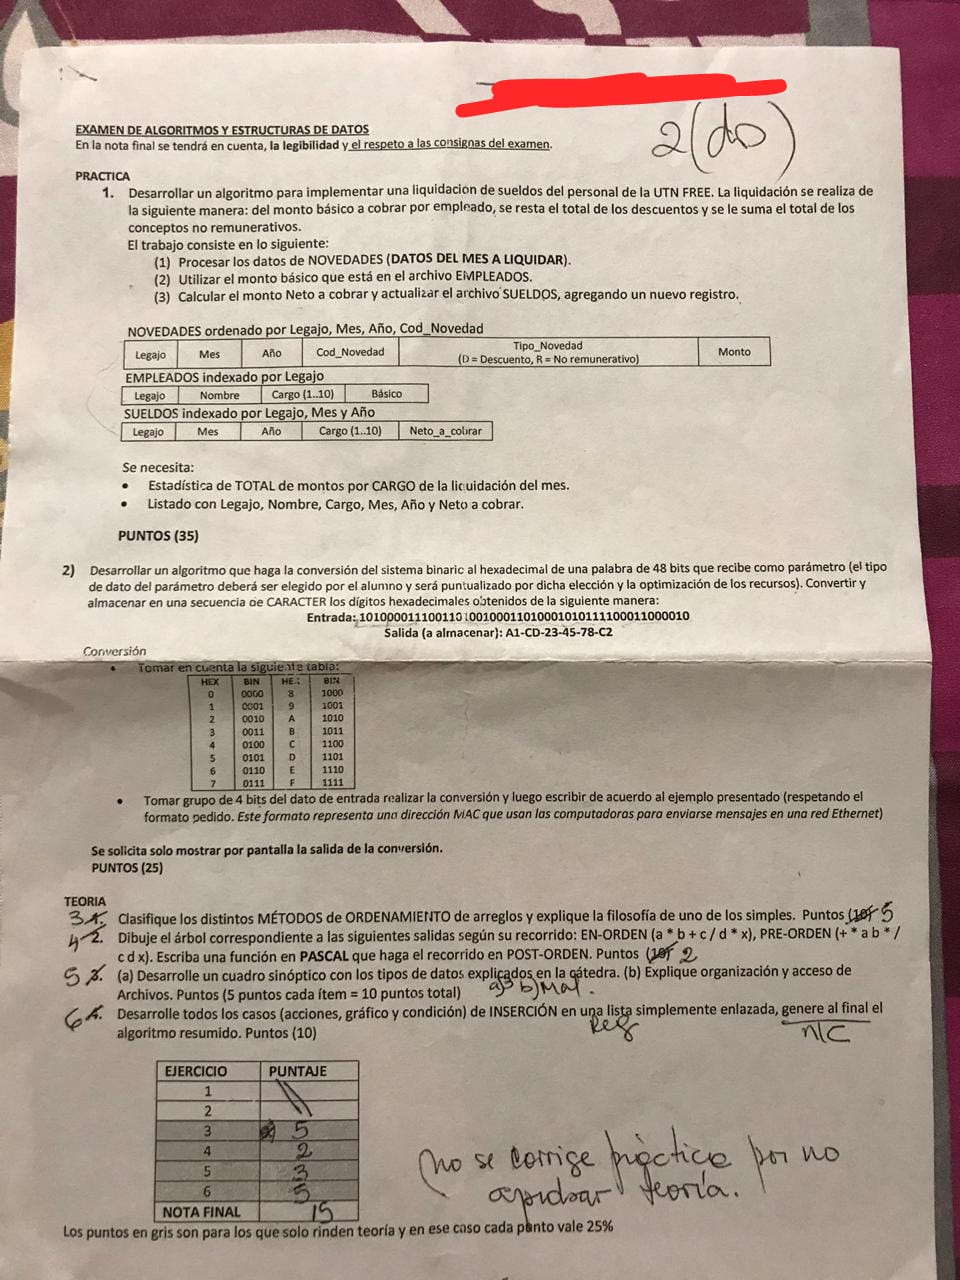 2(dos)
EXAMEN DE ALGORITMOS Y ESTRUCTURAS DE DATOS
En la nota final se tendrá en cuenta, la legibilidad y el respeto a las consignas del examen.
PRACTICA
1. Desarrollar un algoritmo para implementar una liquidación de sueldos del personal de la UTN FREE. La liquidación se realiza de
la siguiente manera: del monto básico a cobrar por empleado, se resta el total de los descuentos y se le suma el total de los
conceptos no remunerativos.
El trabajo consiste en lo siguiente:
(1) Procesar los datos de NOVEDADES (DATOS DEL MES A LIQUIDAR).
(2) Utilizar el monto básico que está en el archivo EMPLEADOS.
(3) Calcular el monto Neto a cobrar y actualizar el archivo SUELDOS, agregando un nuevo registro.
NOVEDADES ordenado por Legajo, Mes, Año, Cod_Novedad
Legajo Mes Año Cod_Novedad Tipo_Novedad (D = Descuento, R = No remunerativo) Monto
EMPLEADOS indexado por Legajo
Legajo Nombre Cargo (1..10) Básico
SUELDOS indexado por Legajo, Mes y Año
Legajo Mes Año Cargo (1..10) Neto_a_cobrar
Se necesita:
• Estadística de TOTAL de montos por CARGO de la liquidación del mes.
• Listado con Legajo, Nombre, Cargo, Mes, Año y Neto a cobrar.
PUNTOS (35)
2) Desarrollar un algoritmo que haga la conversión del sistema binario al hexadecimal de una palabra de 48 bits que recibe como parámetro (el tipo
de dato del parámetro deberá ser elegido por el alumno y será puntualizado por dicha elección y la optimización de los recursos). Convertir y
almacenar en una secuencia de CARACTER los dígitos hexadecimales obtenidos de la siguiente manera:
Entrada: 101000011100110100100011010001010111100011000010
Salida (a almacenar): A1-CD-23-45-78-C2
Conversión
• Tomar en cuenta la siguiente tabla:
HEX BIN HEX BIN
0 0000 8 1000
1 0001 9 1001
2 0010 A 1010
3 0011 B 1011
4 0100 C 1100
5 0101 D 1101
6 0110 E 1110
7 0111 F 1111
• Tomar grupo de 4 bits del dato de entrada realizar la conversión y luego escribir de acuerdo al ejemplo presentado (respetando el
formato pedido. Este formato representa una dirección MAC que usan las computadoras para enviarse mensajes en una red Ethernet)
Se solicita solo mostrar por pantalla la salida de la conversión.
PUNTOS (25)
TEORIA
3 1. Clasifique los distintos MÉTODOS de ORDENAMIENTO de arreglos y explique la filosofía de uno de los simples. Puntos (10) 5
4 2. Dibuje el árbol correspondiente a las siguientes salidas según su recorrido: EN-ORDEN (a * b + c / d * x), PRE-ORDEN (+ * a b * /
c d x). Escriba una función en PASCAL que haga el recorrido en POST-ORDEN. Puntos (10) 2
5 3. (a) Desarrolle un cuadro sinóptico con los tipos de datos explicados en la cátedra. (b) Explique organización y acceso de
Archivos. Puntos (5 puntos cada ítem = 10 puntos total) a)3 b)Mal.
6 4. Desarrolle todos los casos (acciones, gráfico y condición) de INSERCIÓN en una lista simplemente enlazada, genere al final el
algoritmo resumido. Puntos (10) Reg N/C
EJERCICIO PUNTAJE
1
2
3 5
4 2
5 3
6 5
NOTA FINAL 15
no se corrige práctica por no
aprobar teoría.
Los puntos en gris son para los que solo rinden teoría y en ese caso cada punto vale 25%